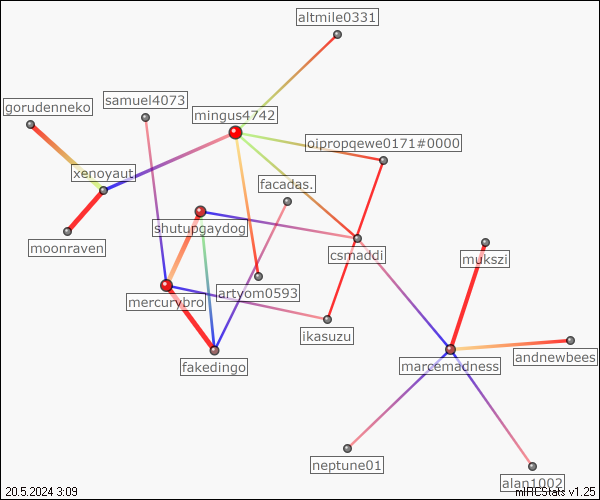 altmile0331
samuel4073
gorudenneko
mingus4742
oipropqewe0171#0000
xenoyaut
facadas.
shutupgaydog
moonraven
csmaddi
mukszi
artyom0593
mercurybro
ikasuzu
andnewbees
fakedingo
marcemadness
neptune01
alan1002
20.5.2024 3:09
mIRCStats v1.25